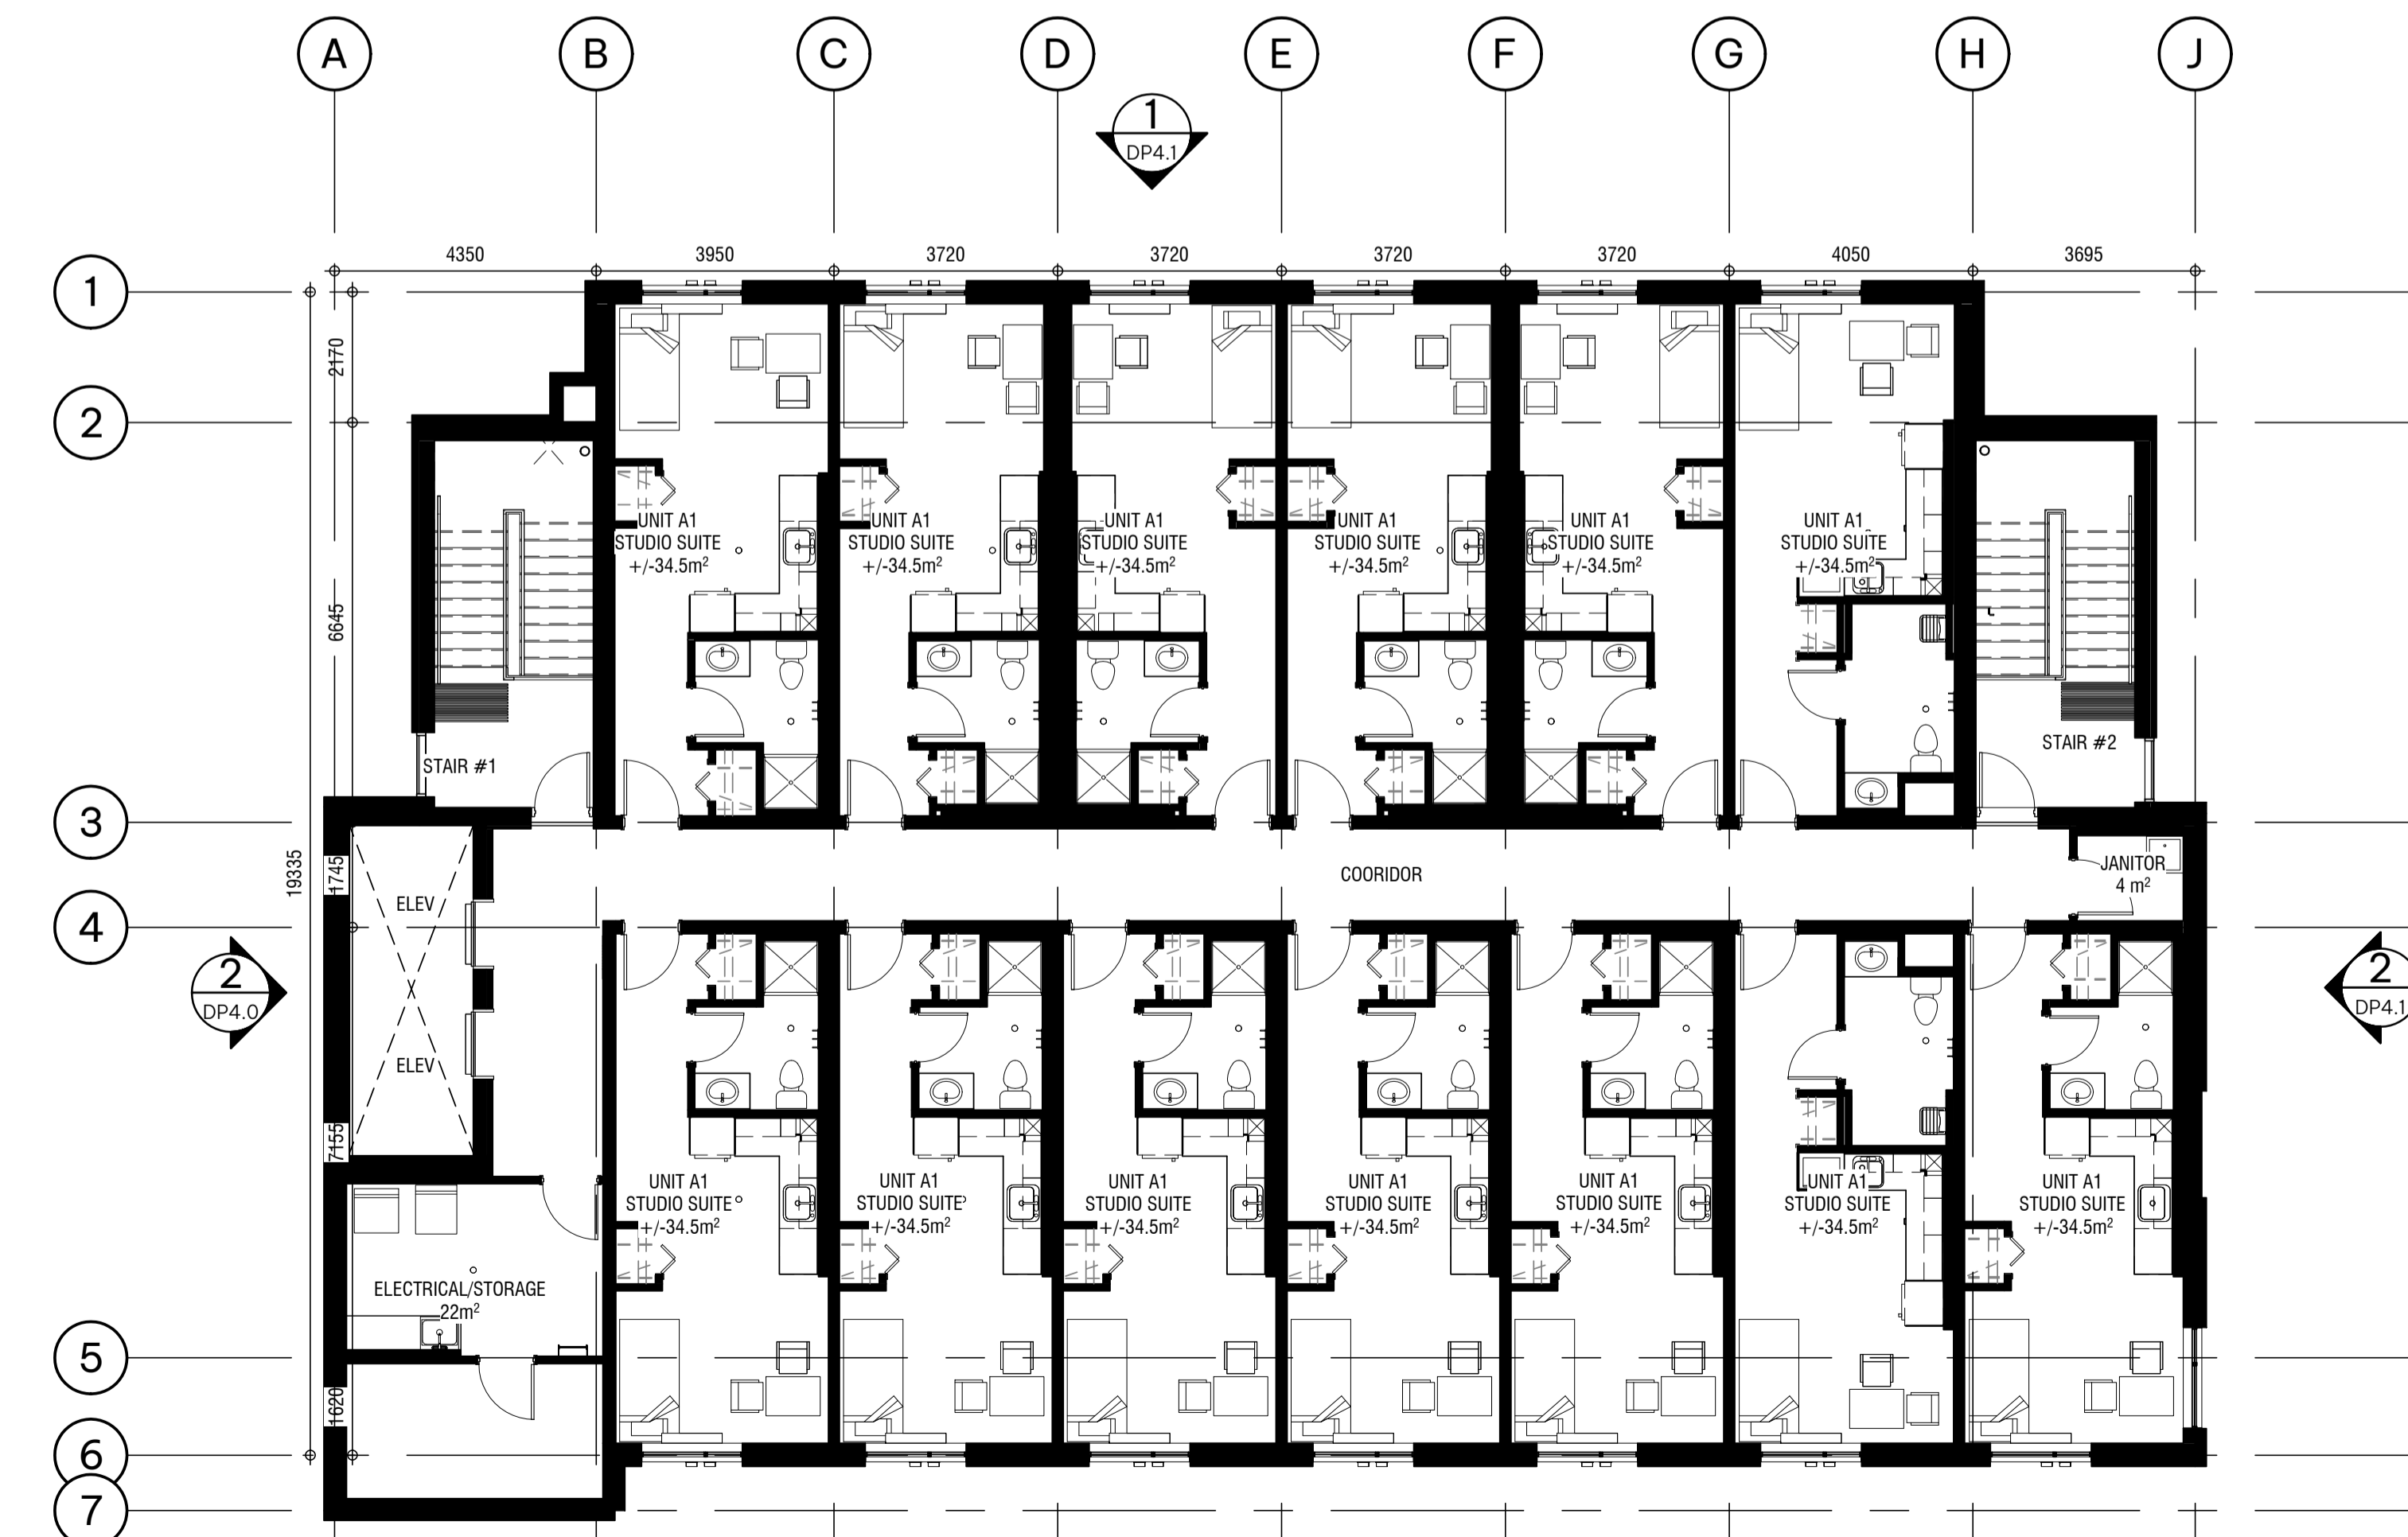 A B C D E F G H J
1
DP4.1
4350 3950 3720 3720 3720 3720 4050 3695
1
2170
2
6645
UNIT A1
STUDIO SUITE
+/-34.5m²
UNIT A1
STUDIO SUITE
+/-34.5m²
UNIT A1
STUDIO SUITE
+/-34.5m²
UNIT A1
STUDIO SUITE
+/-34.5m²
UNIT A1
STUDIO SUITE
+/-34.5m²
UNIT A1
STUDIO SUITE
+/-34.5m²
STAIR #1
STAIR #2
3
19335
1745
COORIDOR
JANITOR
4 m²
ELEV
4
2
DP4.0
2
DP4.1
ELEV
7155
UNIT A1
STUDIO SUITE
+/-34.5m²
UNIT A1
STUDIO SUITE
+/-34.5m²
UNIT A1
STUDIO SUITE
+/-34.5m²
UNIT A1
STUDIO SUITE
+/-34.5m²
UNIT A1
STUDIO SUITE
+/-34.5m²
UNIT A1
STUDIO SUITE
+/-34.5m²
UNIT A1
STUDIO SUITE
+/-34.5m²
ELECTRICAL/STORAGE
22m²
5
1620
6
7